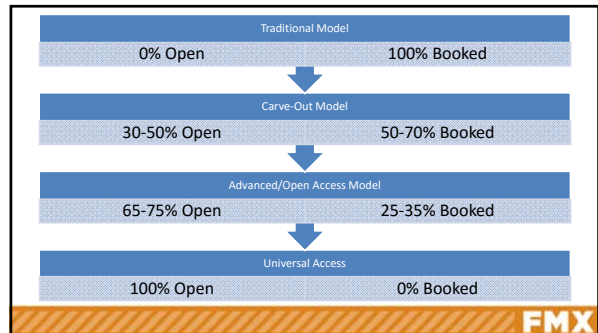 Traditional Model
0% Open 100% Booked
Carve-Out Model
30-50% Open 50-70% Booked
Advanced/Open Access Model
65-75% Open 25-35% Booked
Universal Access
100% Open 0% Booked
FMX